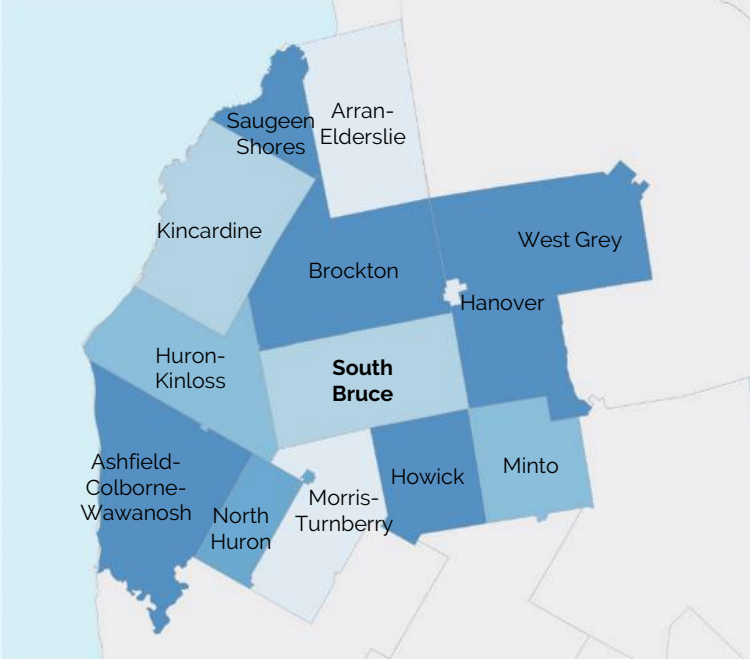 Saugeen
Shores
Arran-
Elderslie
Kincardine
West Grey
Brockton
Hanover
Huron-
Kinloss
South
Bruce
Ashfield-
Colborne-
Wawanosh
North
Huron
Morris-
Turnberry
Howick
Minto